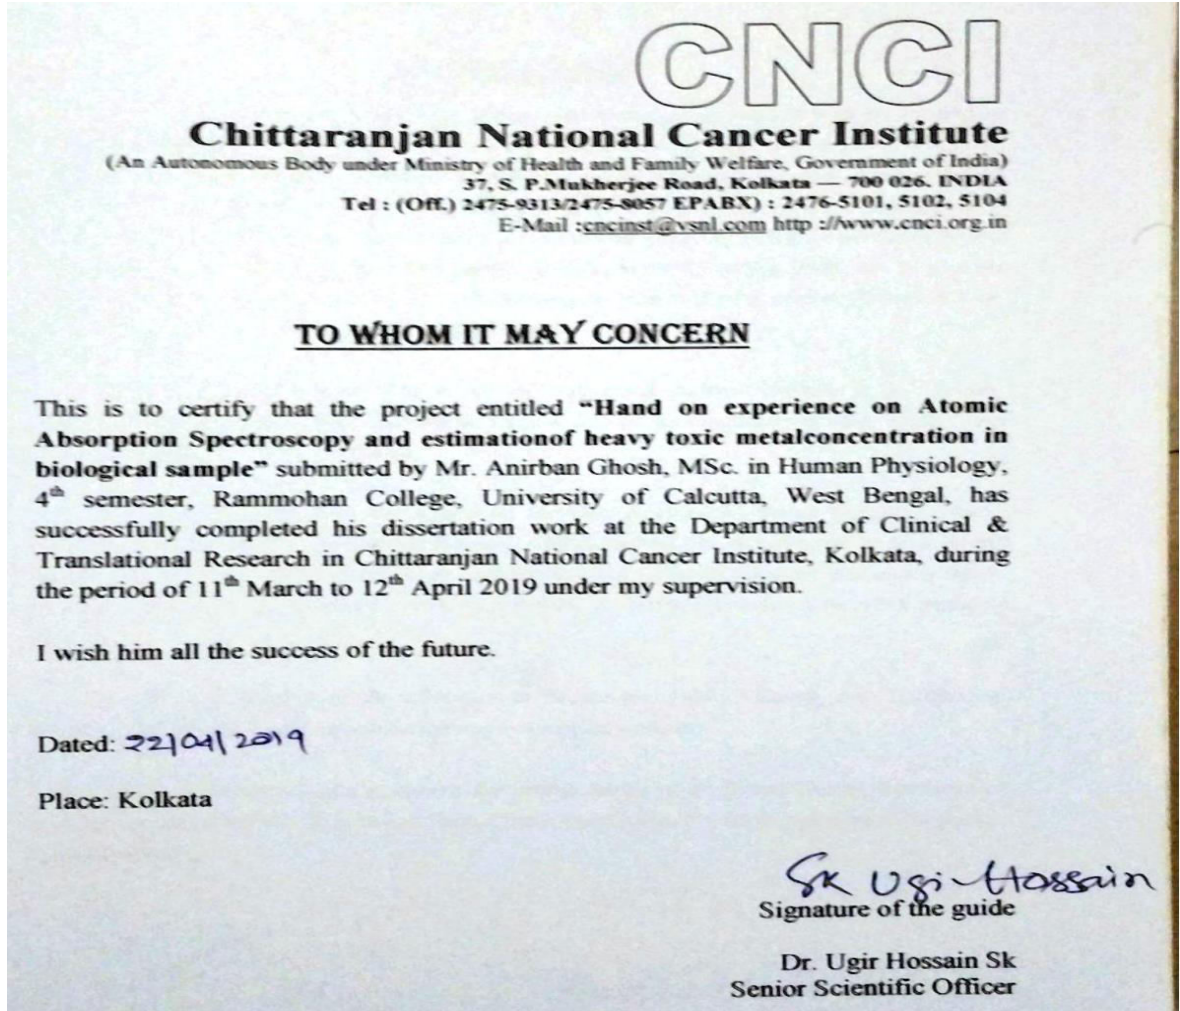 CNCI
Chittaranjan National Cancer Institute
(An Autonomous Body under Ministry of Health and Family Welfare, Government of India)
37, S. P.Mukherjee Road, Kolkata — 700 026. INDIA
Tel : (Off.) 2475-9313/2475-8057 EPABX) : 2476-5101, 5102, 5104
E-Mail :cncinst@vsnl.com http ://www.cnci.org.in
TO WHOM IT MAY CONCERN
This is to certify that the project entitled “Hand on experience on Atomic
Absorption Spectroscopy and estimationof heavy toxic metalconcentration in
biological sample” submitted by Mr. Anirban Ghosh, MSc. in Human Physiology,
4th semester, Rammohan College, University of Calcutta, West Bengal, has
successfully completed his dissertation work at the Department of Clinical &
Translational Research in Chittaranjan National Cancer Institute, Kolkata, during
the period of 11th March to 12th April 2019 under my supervision.
I wish him all the success of the future.
Dated: 22/04/2019
Place: Kolkata
Sk Ugir Hossain
Signature of the guide
Dr. Ugir Hossain Sk
Senior Scientific Officer